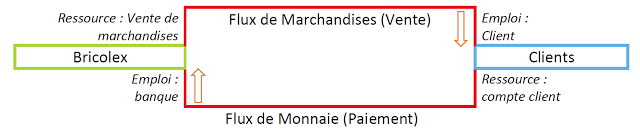 Ressource : Vente de
marchandises
Flux de Marchandises (Vente)
Emploi :
Client
Bricolex
Clients
Emploi :
banque
Ressource :
compte client
Flux de Monnaie (Paiement)